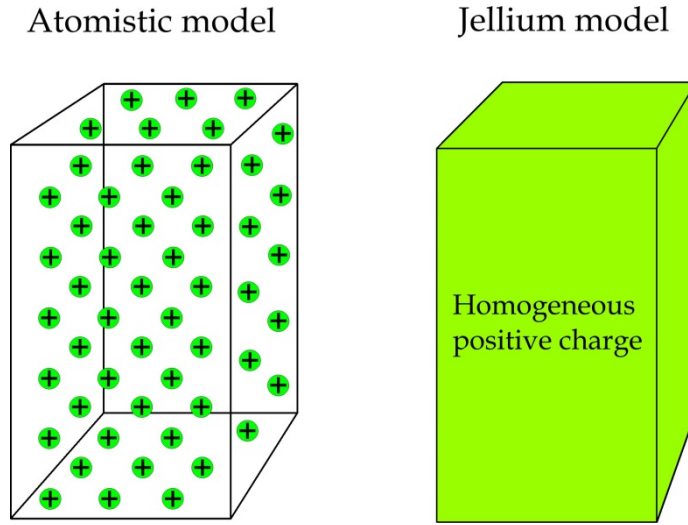 Atomistic model
Jellium model
Homogeneous
positive charge